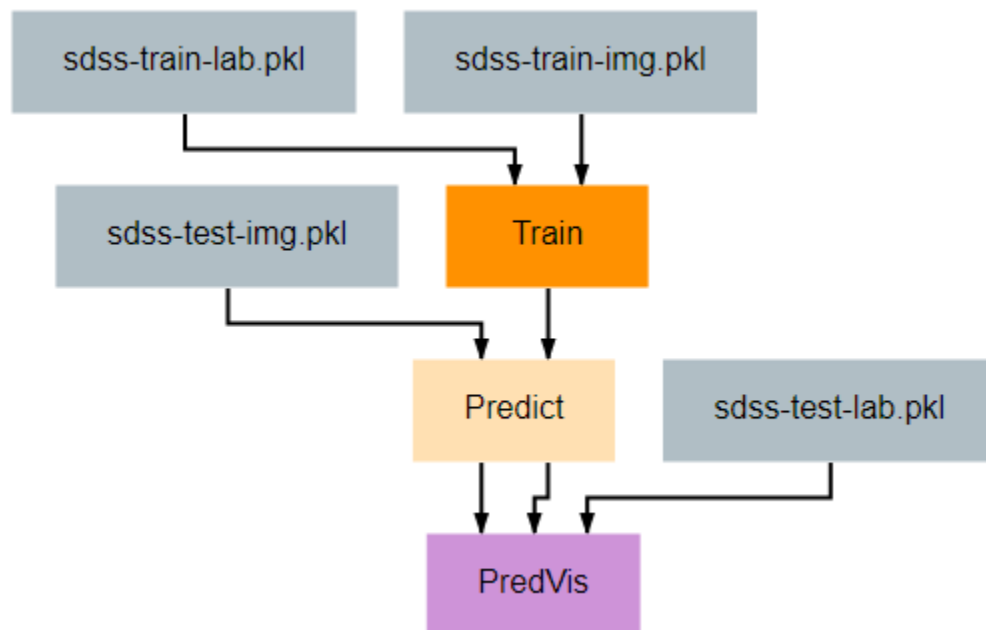 sdss-train-lab.pkl
sdss-train-img.pkl
sdss-test-img.pkl
Train
Predict
sdss-test-lab.pkl
PredVis